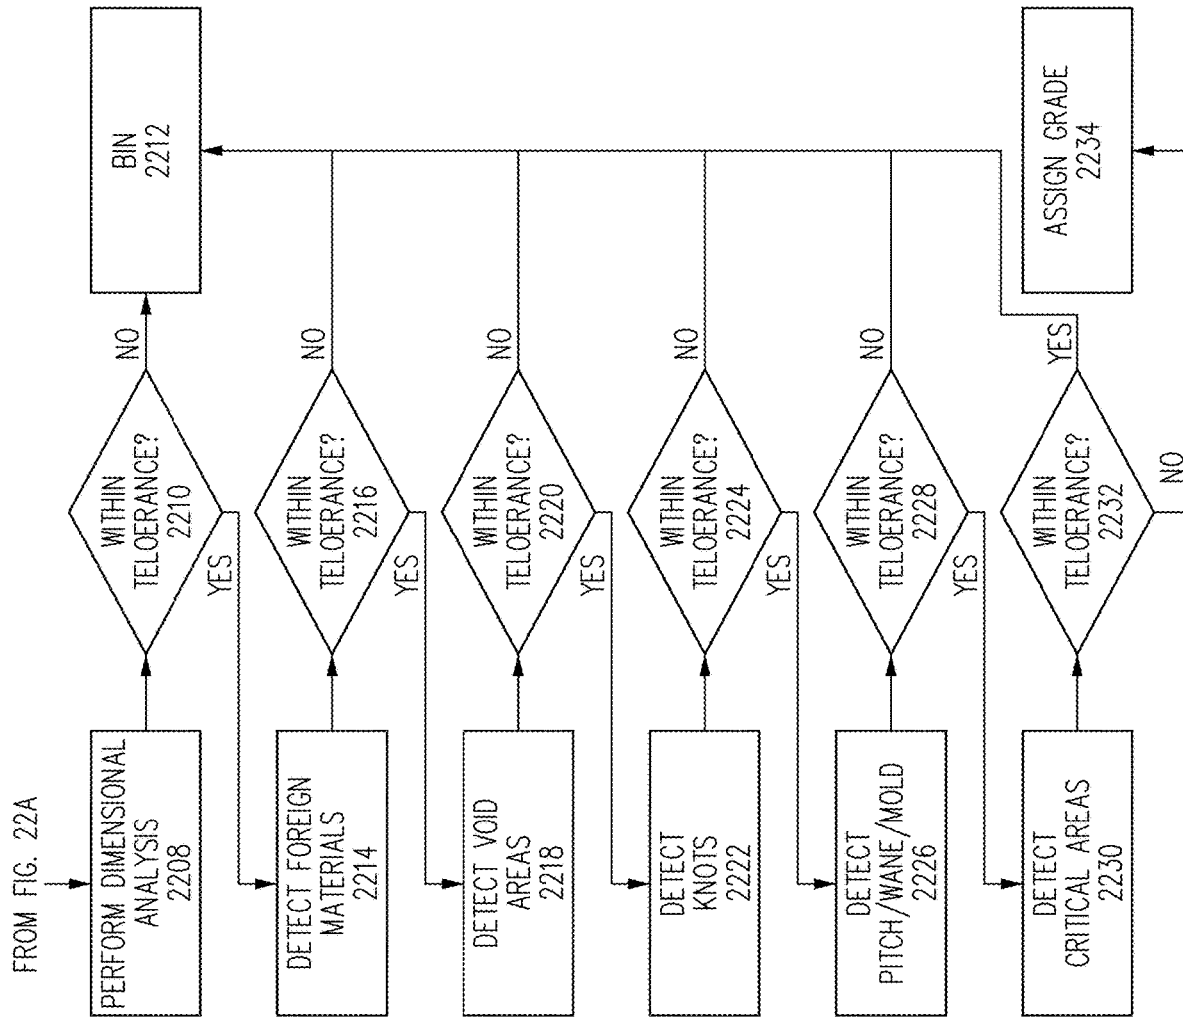 FROM FIG. 22A
PERFORM DIMENSIONAL
ANALYSIS
2208
WITHIN
TELOERANCE?
2210
NO
YES
BIN
2212
DETECT FOREIGN
MATERIALS
2214
WITHIN
TELOERANCE?
2216
NO
YES
DETECT VOID
AREAS
2218
WITHIN
TELOERANCE?
2220
NO
YES
DETECT
KNOTS
2222
WITHIN
TELOERANCE?
2224
NO
YES
DETECT
PITCH/WANE/MOLD
2226
WITHIN
TELOERANCE?
2228
NO
YES
DETECT
CRITICAL AREAS
2230
WITHIN
TELOERANCE?
2232
YES
NO
ASSIGN GRADE
2234